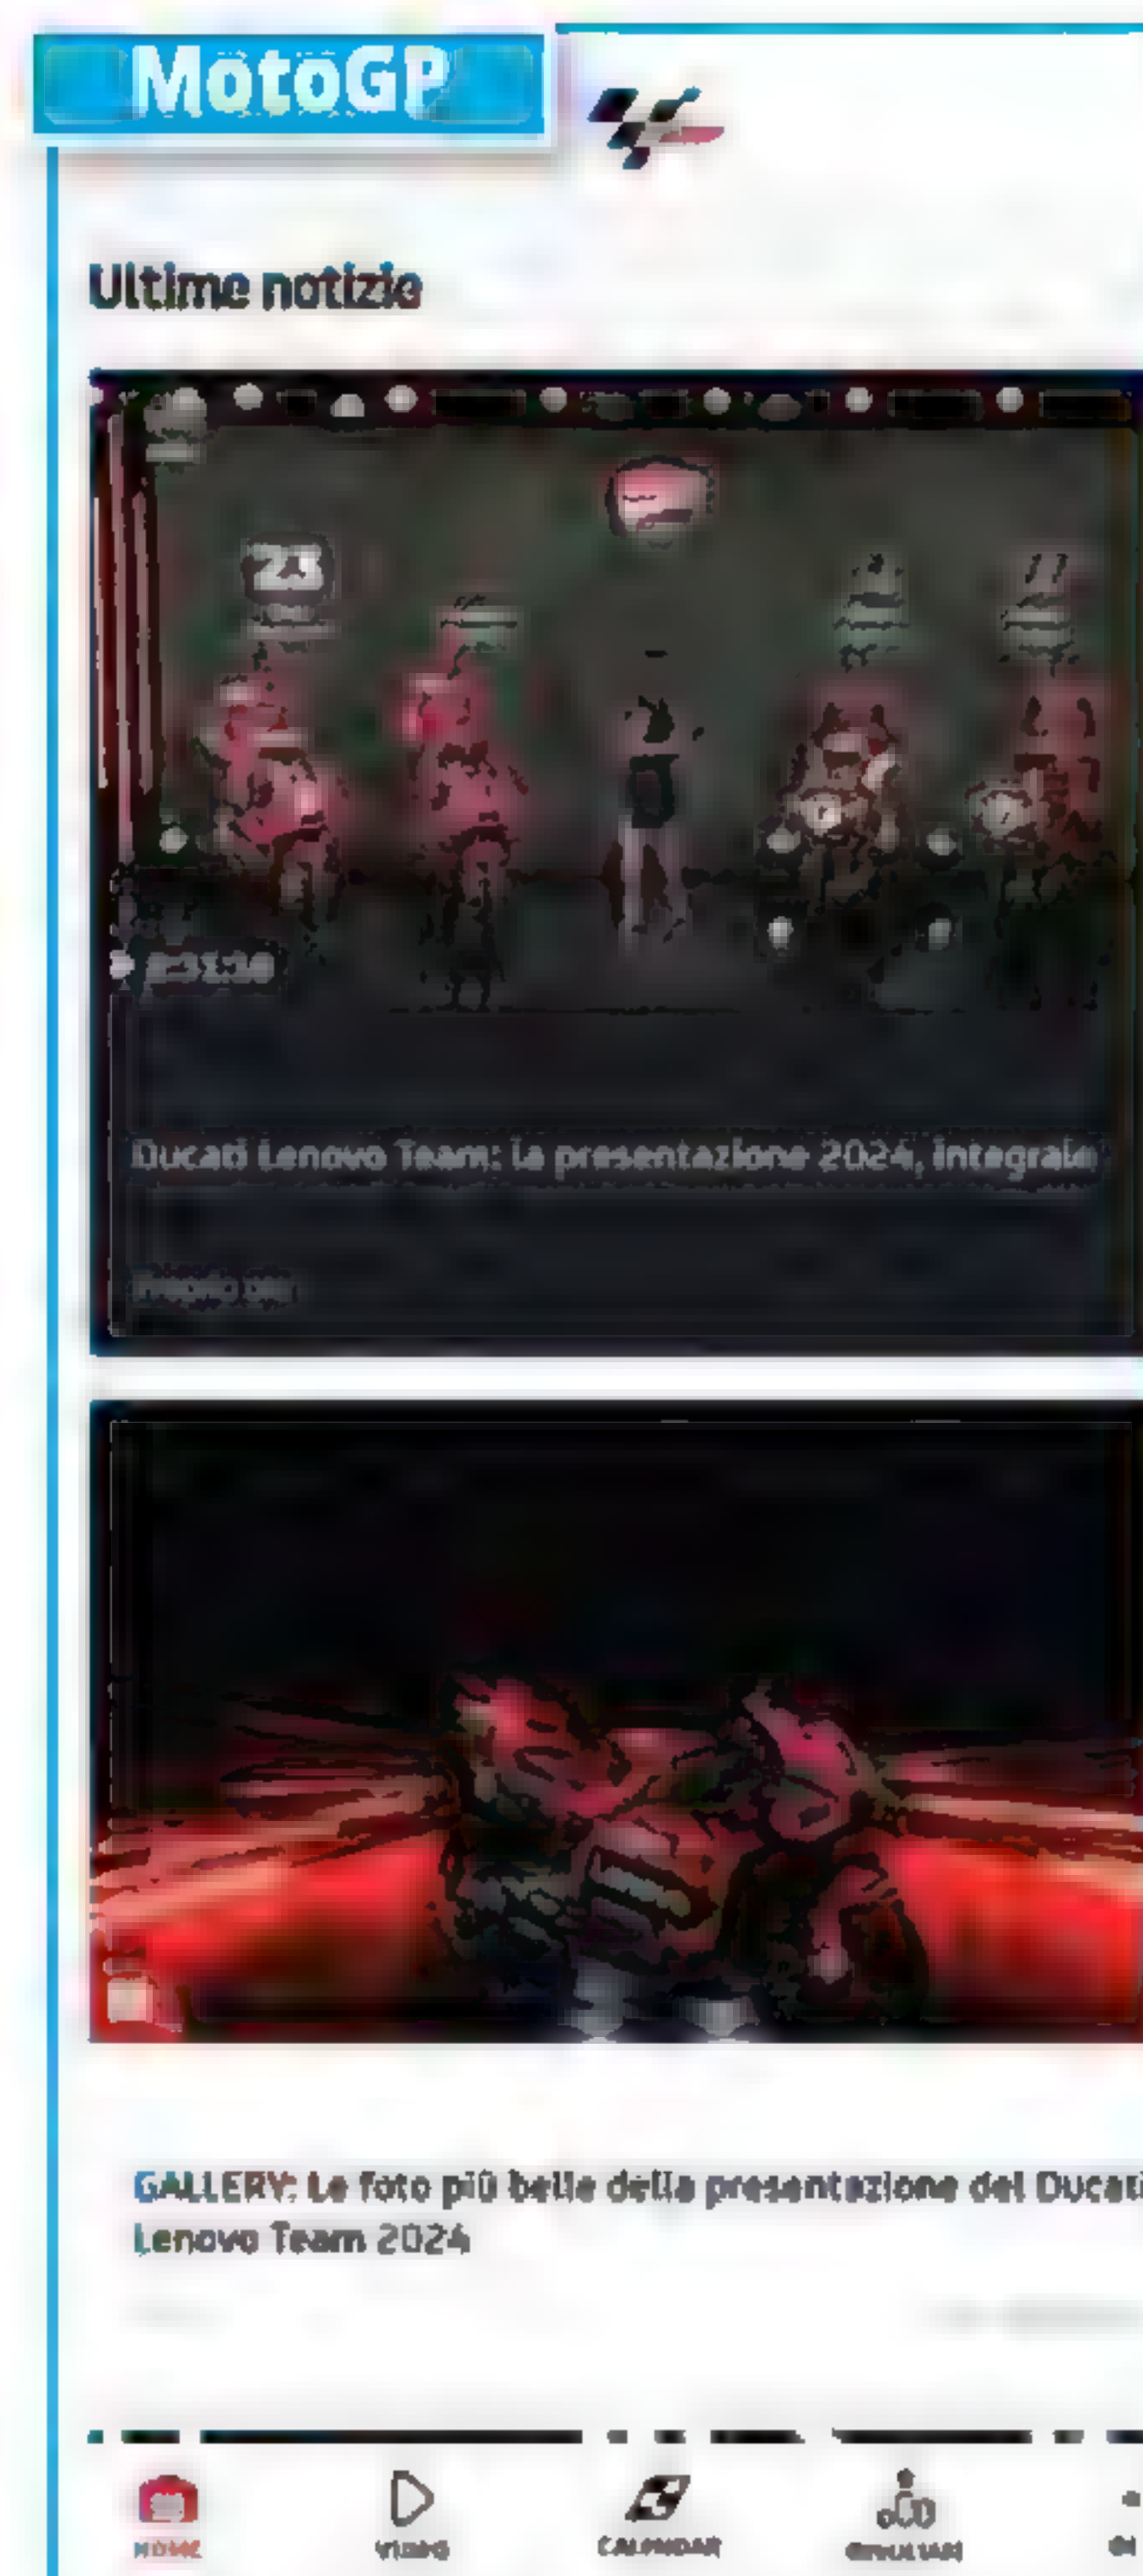 MotoGP
Ultime notizie
Ducati Lenovo Team: la presentazione 2024, integrale
GALLERY: Le foto più belle della presentazione del Ducati
Lenovo Team 2024
HOME VIDEO CALENDAR